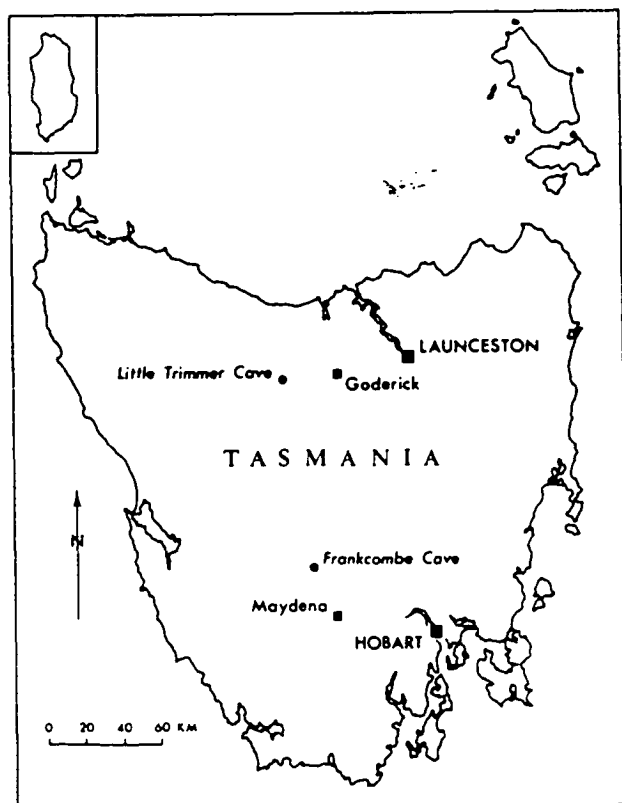 LAUNCESTON
Little Trimmer Cave
Goderick
TASMANIA
N
Frankcombe Cave
Maydena
HOBART
0 20 40 60 KM